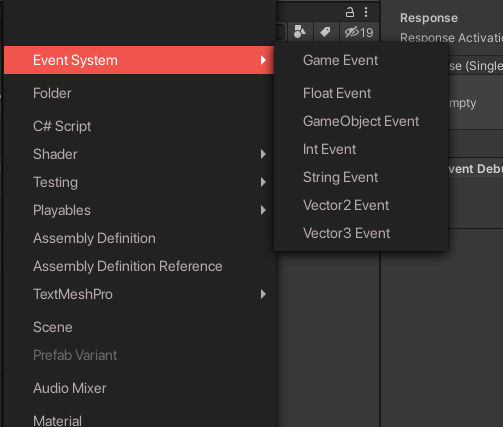 19
Response
Response Activatio
Event System
Game Event
se (Single
Folder
Float Event
mpty
C# Script
GameObject Event
Shader
Int Event
Testing
String Event
vent Debu
Playables
Vector2 Event
Assembly Definition
Vector3 Event
Assembly Definition Reference
TextMeshPro
Scene
Prefab Variant
Audio Mixer
Material